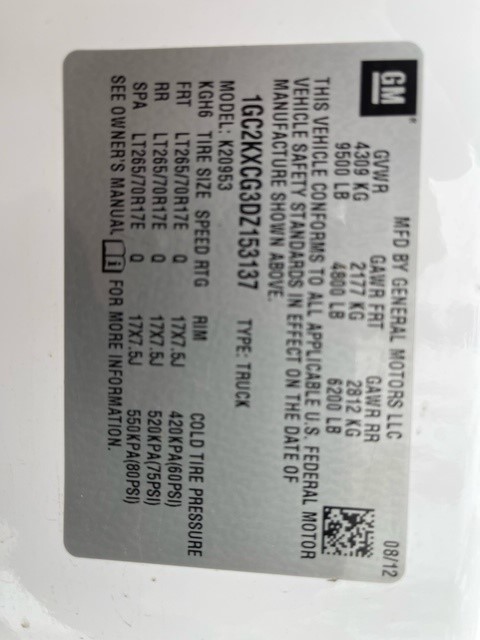 GM
MFD BY GENERAL MOTORS LLC 08/12
GVWR GAWR FRT GAWR RR
4309 KG 2177 KG 2812 KG
9500 LB 4800 LB 6200 LB
THIS VEHICLE CONFORMS TO ALL APPLICABLE U.S. FEDERAL MOTOR
VEHICLE SAFETY STANDARDS IN EFFECT ON THE DATE OF
MANUFACTURE SHOWN ABOVE.
1GC2KXCG3DZ153137 TYPE: TRUCK
MODEL: K20953
KGH6 TIRE SIZE SPEED RTG RIM COLD TIRE PRESSURE
FRT LT265/70R17E Q 17X7.5J 420KPA(60PSI)
RR LT265/70R17E Q 17X7.5J 520KPA(75PSI)
SPA LT265/70R17E Q 17X7.5J 550KPA(80PSI)
SEE OWNER'S MANUAL i FOR MORE INFORMATION.